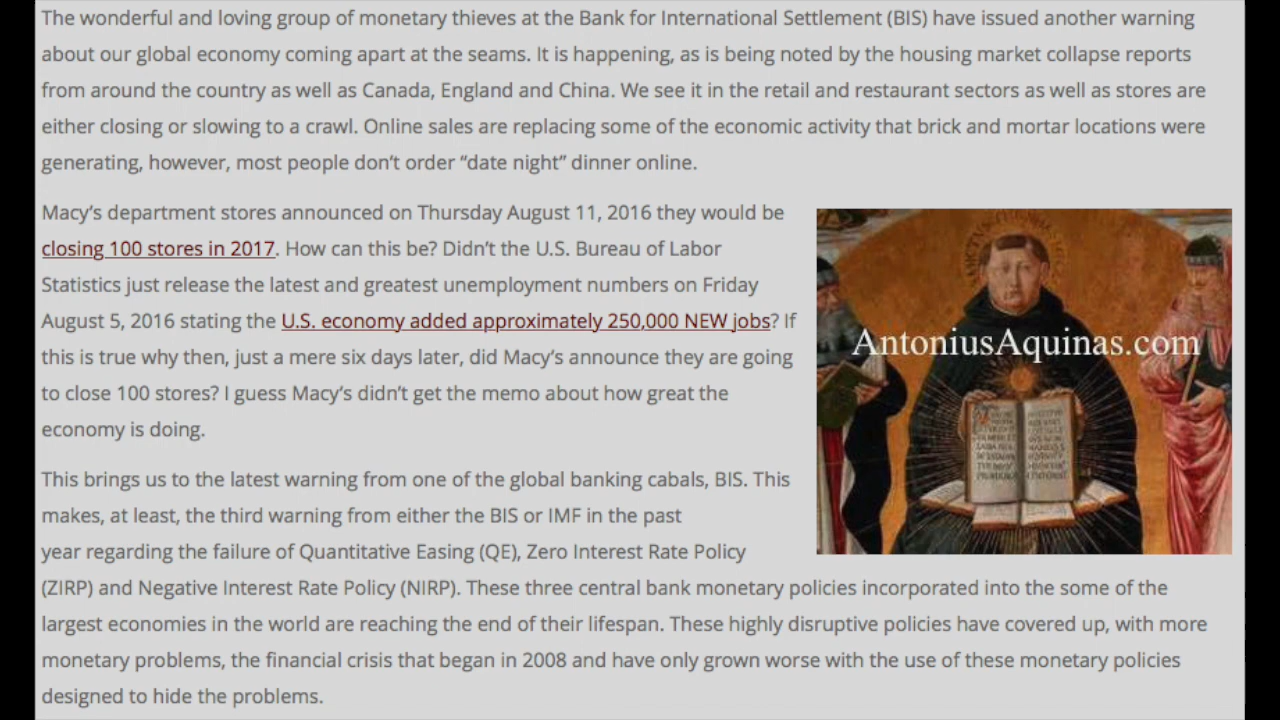 The wonderful and loving group of monetary thieves at the Bank for International Settlement (BIS) have issued another warning
about our global economy coming apart at the seams. It is happening, as is being noted by the housing market collapse reports
from around the country as well as Canada, England and China. We see it in the retail and restaurant sectors as well as stores are
either closing or slowing to a crawl. Online sales are replacing some of the economic activity that brick and mortar locations were
generating, however, most people don’t order “date night” dinner online.
Macy’s department stores announced on Thursday August 11, 2016 they would be
closing 100 stores in 2017. How can this be? Didn’t the U.S. Bureau of Labor
Statistics just release the latest and greatest unemployment numbers on Friday
August 5, 2016 stating the U.S. economy added approximately 250,000 NEW jobs? If
this is true why then, just a mere six days later, did Macy’s announce they are going
to close 100 stores? I guess Macy’s didn’t get the memo about how great the
economy is doing.
AntoniusAquinas.com
This brings us to the latest warning from one of the global banking cabals, BIS. This
makes, at least, the third warning from either the BIS or IMF in the past
year regarding the failure of Quantitative Easing (QE), Zero Interest Rate Policy
(ZIRP) and Negative Interest Rate Policy (NIRP). These three central bank monetary policies incorporated into the some of the
largest economies in the world are reaching the end of their lifespan. These highly disruptive policies have covered up, with more
monetary problems, the financial crisis that began in 2008 and have only grown worse with the use of these monetary policies
designed to hide the problems.